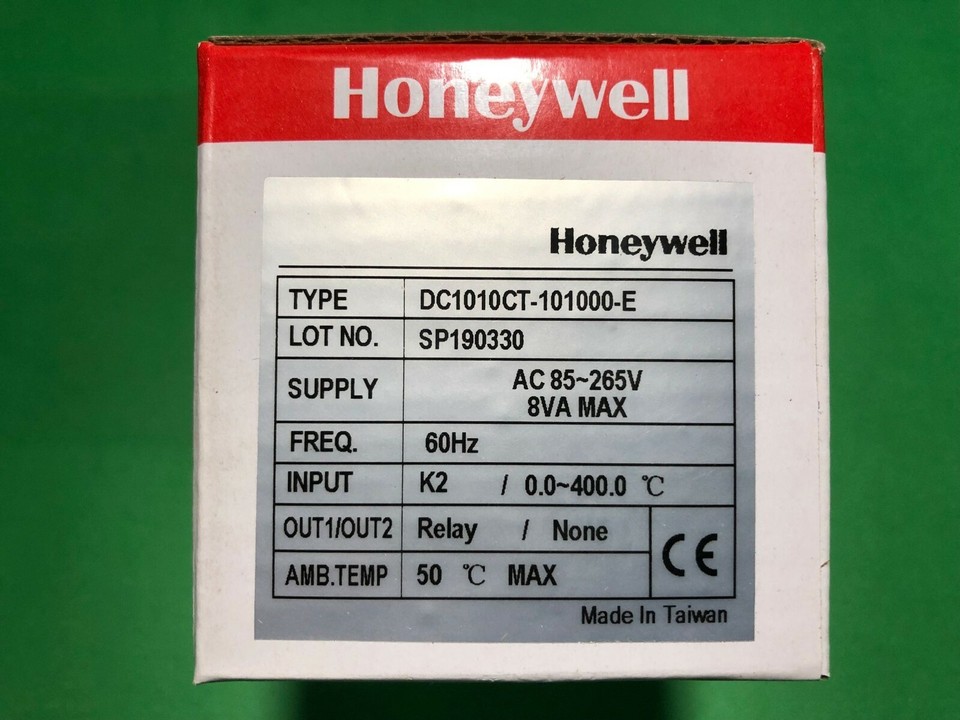 Honeywell
Honeywell
TYPE DC1010CT-101000-E
LOT NO. SP190330
SUPPLY AC 85~265V
8VA MAX
FREQ. 60Hz
INPUT K2 / 0.0~400.0 ℃
OUT1/OUT2 Relay / None
CE
AMB.TEMP 50 ℃ MAX
Made In Taiwan